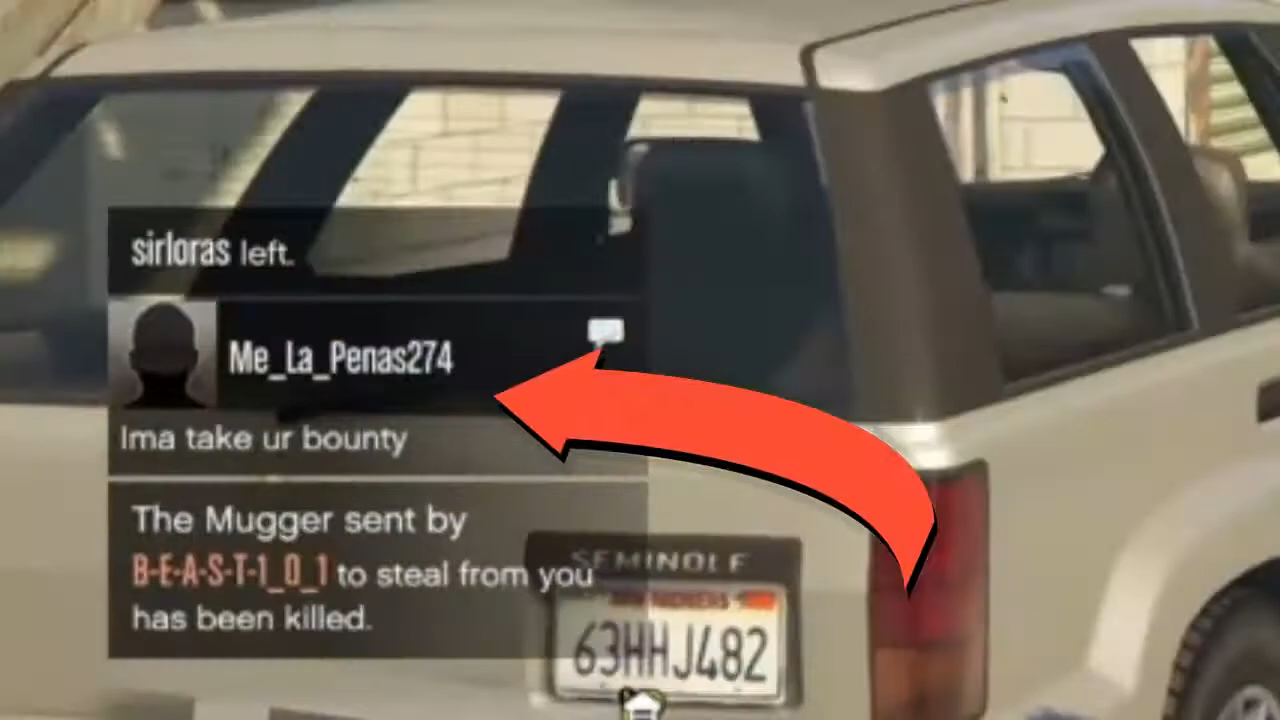 sirloras left.
Me_La_Penas274
Ima take ur bounty
The Mugger sent by
B-E-A-S-T-1_0_1 to steal from you
has been killed.
SEMINOLE
63HHJ482